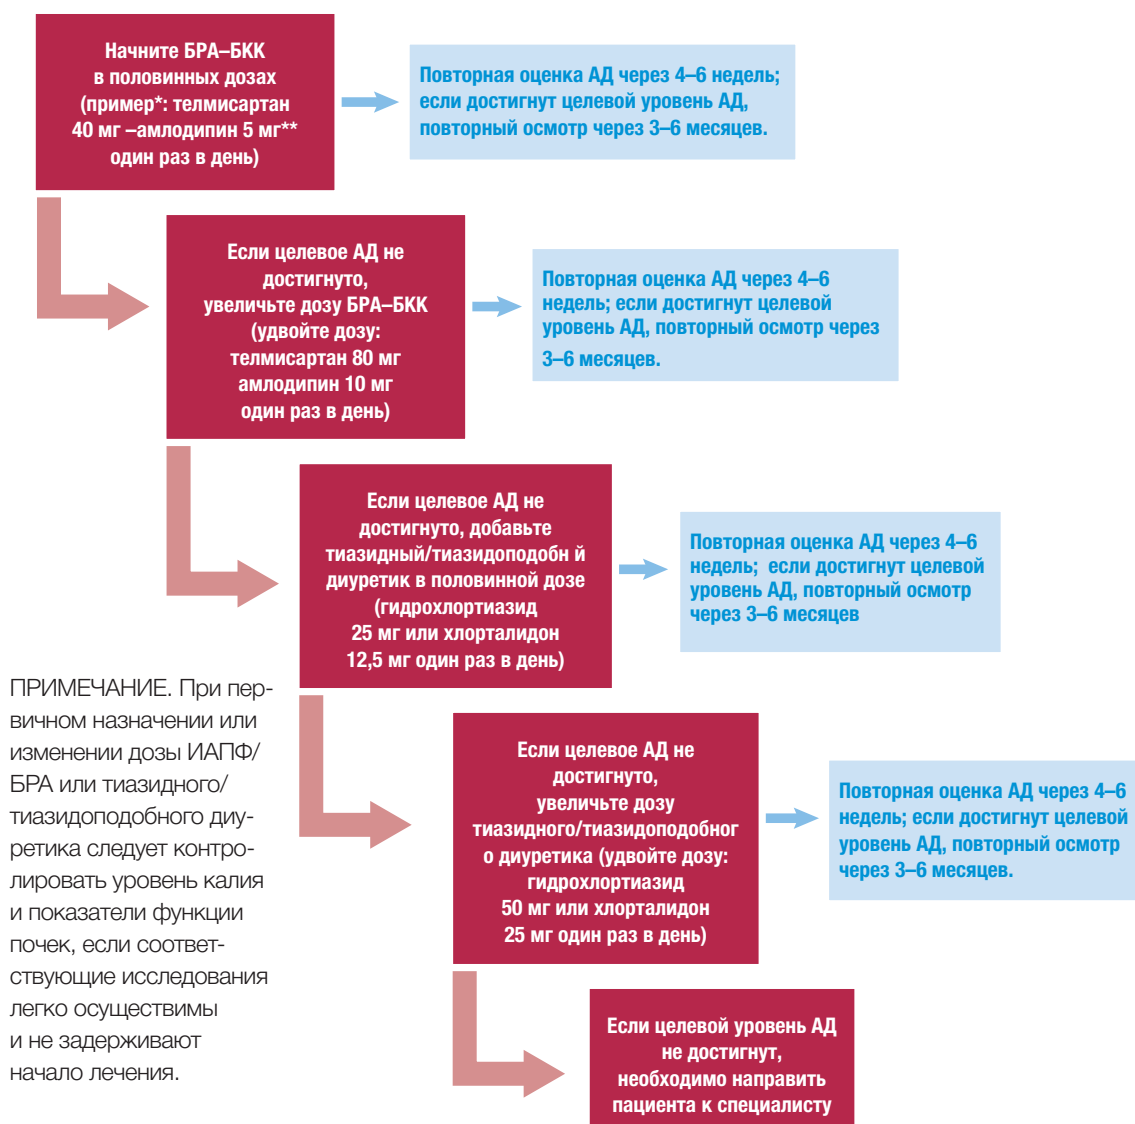 Начните БРА–БКК
в половинных дозах
(пример*: телмисартан
40 мг –амлодипин 5 мг**
один раз в день)
Повторная оценка АД через 4–6 недель;
если достигнут целевой уровень АД,
повторный осмотр через 3–6 месяцев.
Если целевое АД не
достигнуто,
увеличьте дозу БРА–БКК
(удвойте дозу:
телмисартан 80 мг
амлодипин 10 мг
один раз в день)
Повторная оценка АД через 4–6
недель; если достигнут целевой
уровень АД, повторный осмотр через
3–6 месяцев.
Если целевое АД не
достигнуто, добавьте
тиазидный/тиазидоподобн й
диуретик в половинной дозе
(гидрохлортиазид
25 мг или хлорталидон
12,5 мг один раз в день)
Повторная оценка АД через 4–6
недель; если достигнут целевой
уровень АД, повторный осмотр
через 3–6 месяцев
ПРИМЕЧАНИЕ. При пер-
вичном назначении или
изменении дозы ИАПФ/
БРА или тиазидного/
тиазидоподобного диу-
ретика следует контро-
лировать уровень калия
и показатели функции
почек, если соответ-
ствующие исследования
легко осуществимы
и не задерживают
начало лечения.
Если целевое АД не
достигнуто,
увеличьте дозу
тиазидного/тиазидоподобног
о диуретика (удвойте дозу:
гидрохлортиазид
50 мг или хлорталидон
25 мг один раз в день)
Повторная оценка АД через 4–6
недель; если достигнут целевой
уровень АД, повторный осмотр
через 3–6 месяцев.
Если целевой уровень АД
не достигнут,
необходимо направить
пациента к специалисту